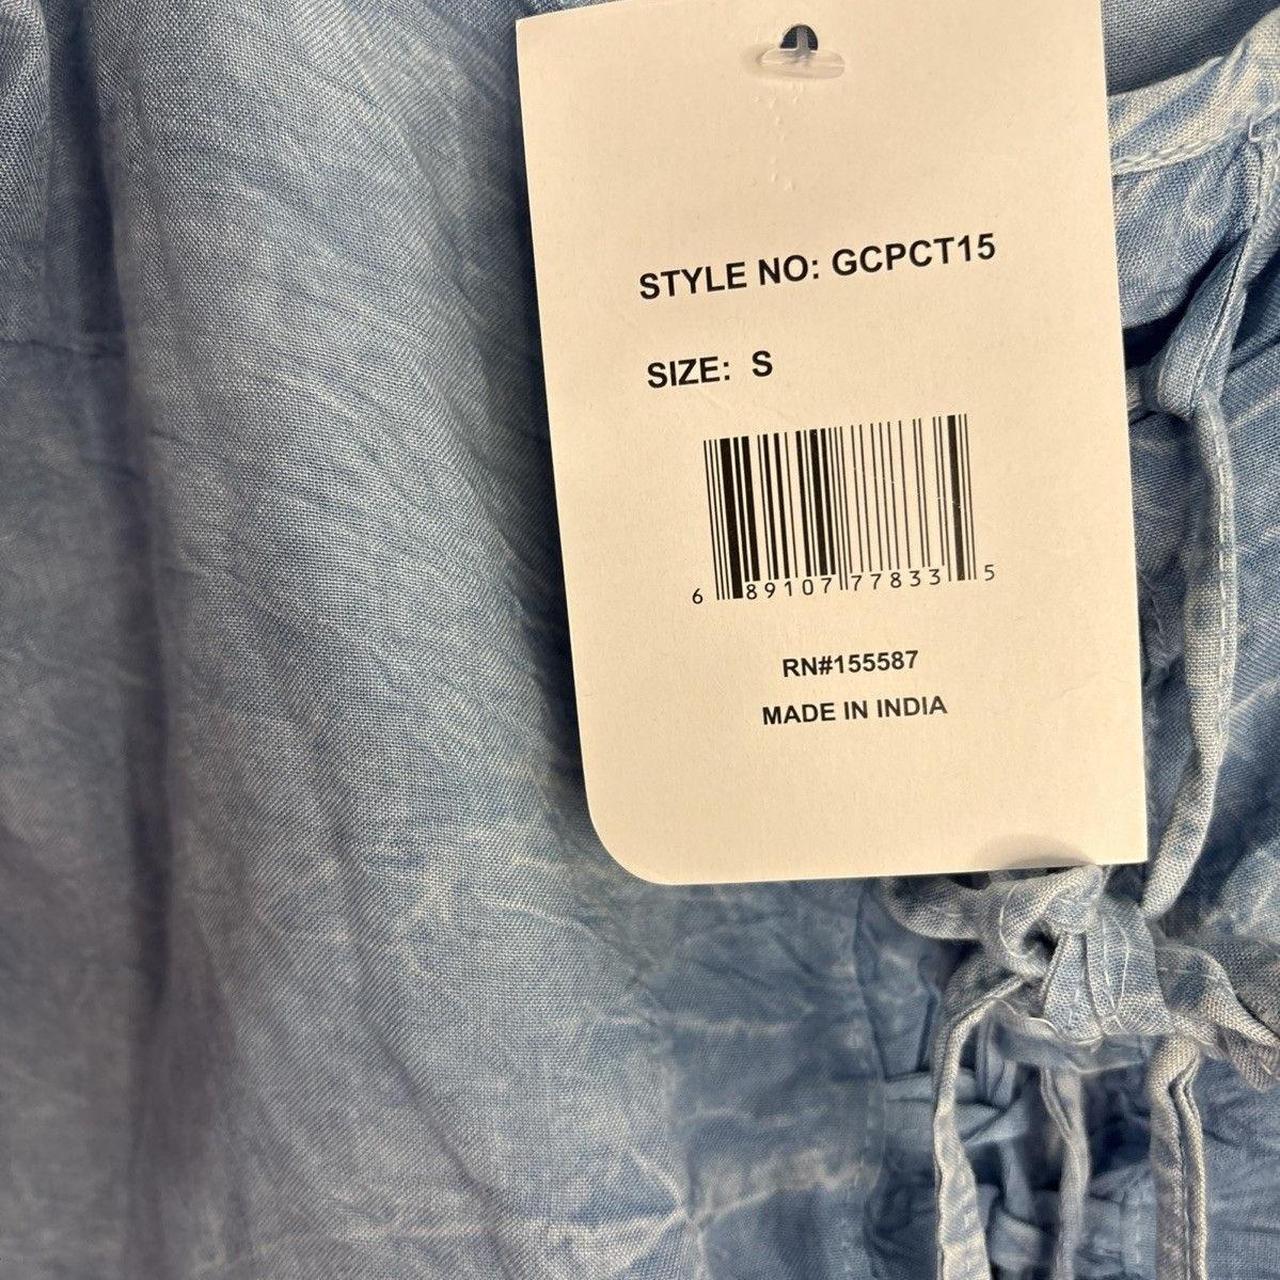 STYLE NO: GCPCT15
SIZE: S
6 89107 77833 5
RN#155587
MADE IN INDIA